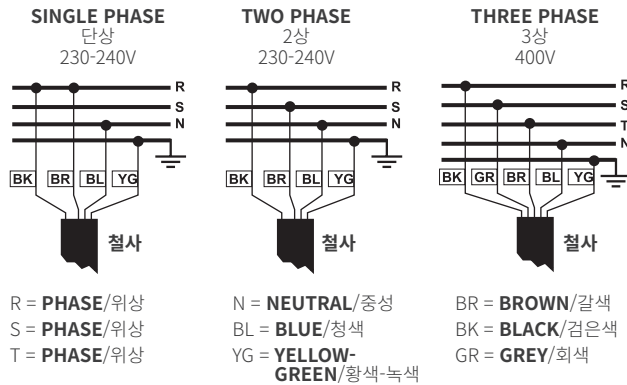 SINGLE PHASE
단상
230-240V
R
S
N
BK BR BL YG
철사
TWO PHASE
2상
230-240V
R
S
N
BK BR BL YG
철사
THREE PHASE
3상
400V
R
S
T
N
BK GR BR BL YG
철사
R = PHASE/위상
S = PHASE/위상
T = PHASE/위상
N = NEUTRAL/중성
BL = BLUE/청색
YG = YELLOW-
GREEN/황색-녹색
BR = BROWN/갈색
BK = BLACK/검은색
GR = GREY/회색